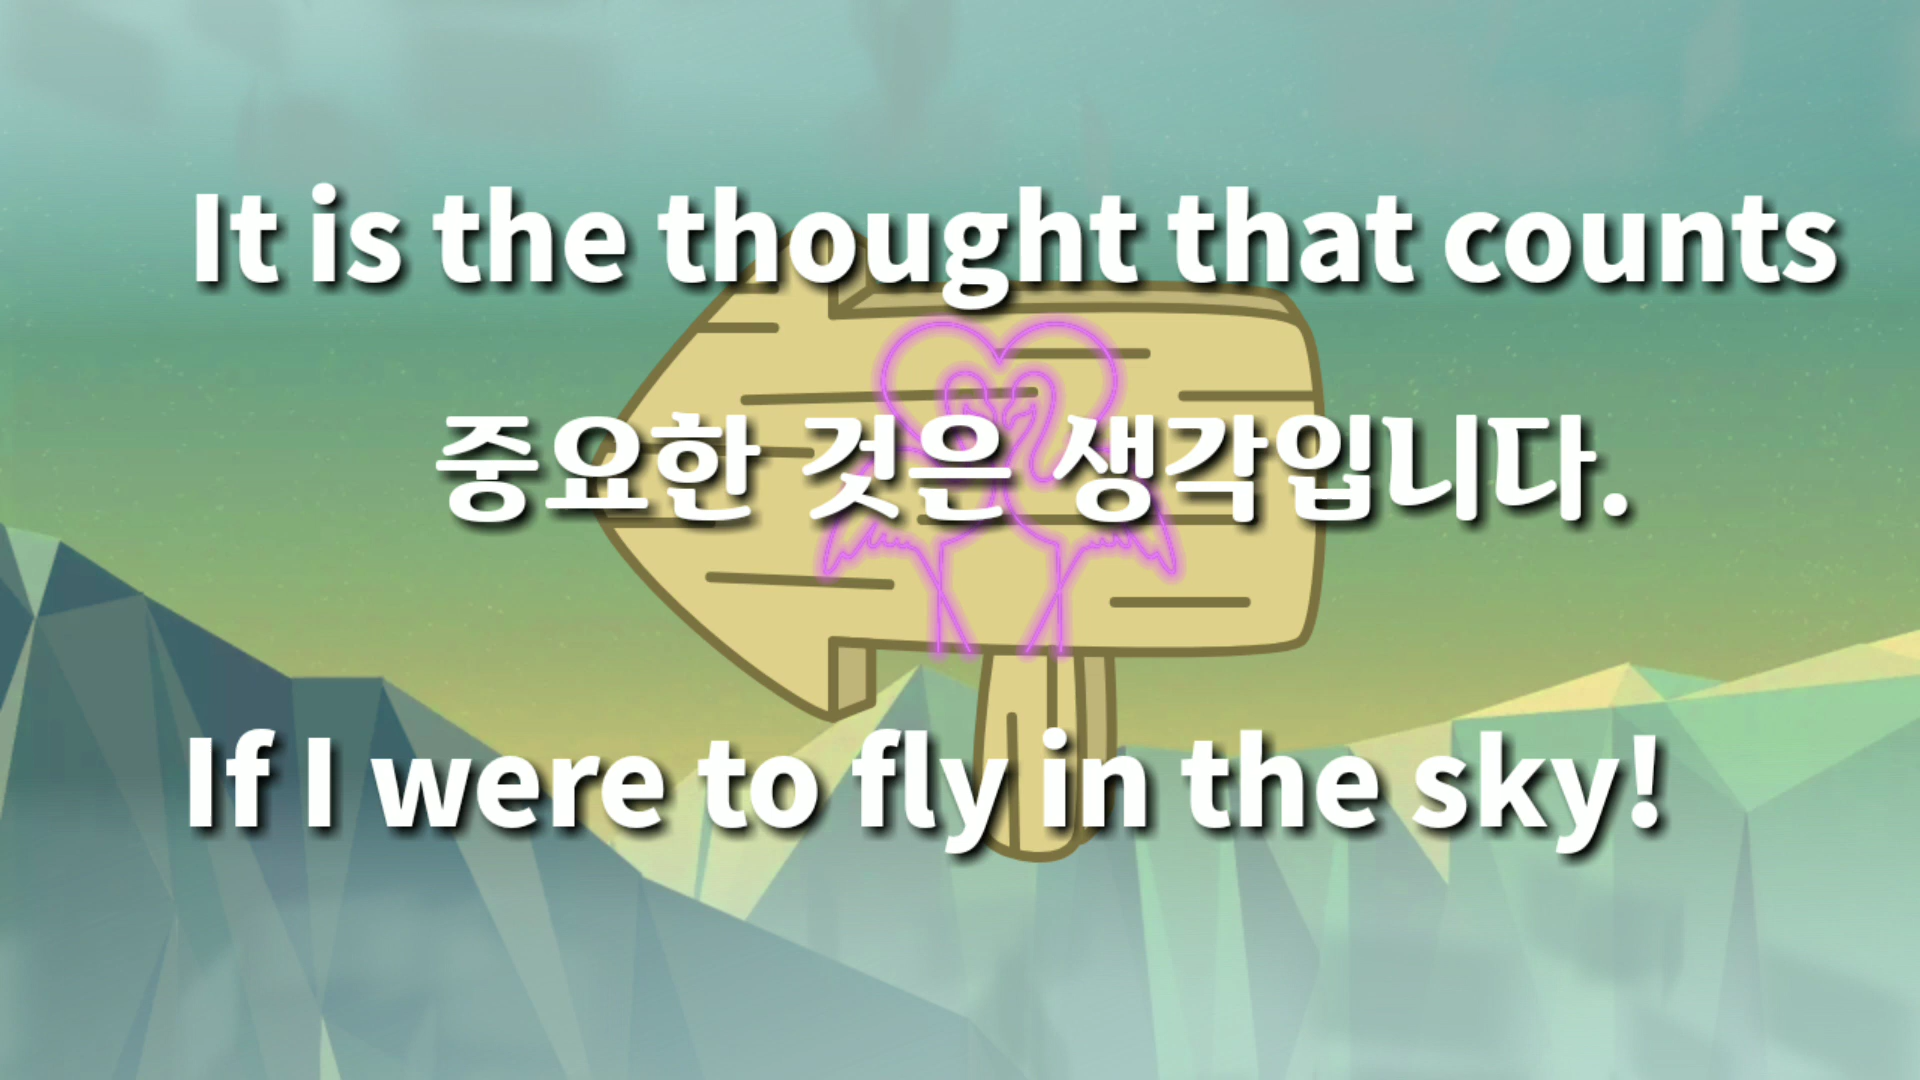 It is the thought that counts
중요한 것은 생각입니다.
If I were to fly in the sky!